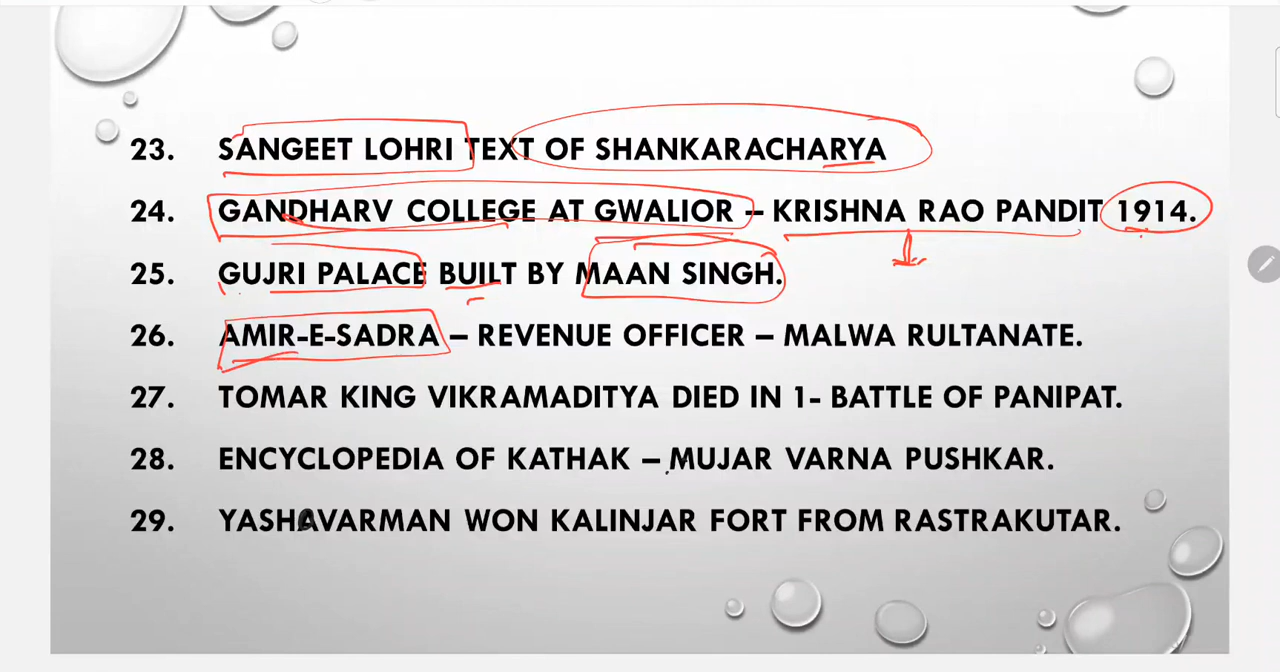 23. SANGEET LOHRI TEXT OF SHANKARACHARYA
24. GANDHARV COLLEGE AT GWALIOR – KRISHNA RAO PANDIT 1914.
25. GUJRI PALACE BUILT BY MAAN SINGH.
26. AMIR-E-SADRA – REVENUE OFFICER – MALWA RULTANATE.
27. TOMAR KING VIKRAMADITYA DIED IN 1- BATTLE OF PANIPAT.
28. ENCYCLOPEDIA OF KATHAK – MUJAR VARNA PUSHKAR.
29. YASHAVARMAN WON KALINJAR FORT FROM RASTRAKUTAR.